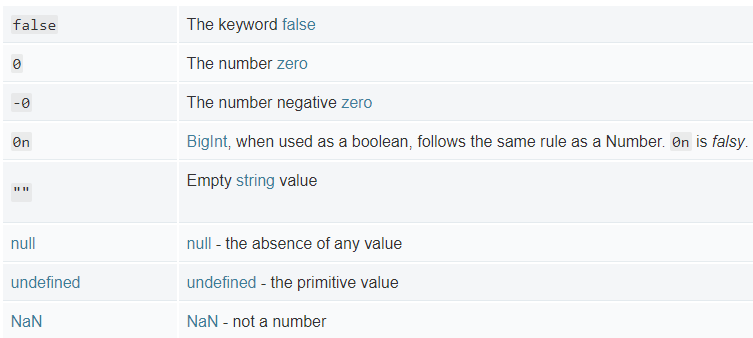 false The keyword false
0 The number zero
-0 The number negative zero
0n BigInt, when used as a boolean, follows the same rule as a Number. 0n is falsy.
"" Empty string value
null null - the absence of any value
undefined undefined - the primitive value
NaN NaN - not a number